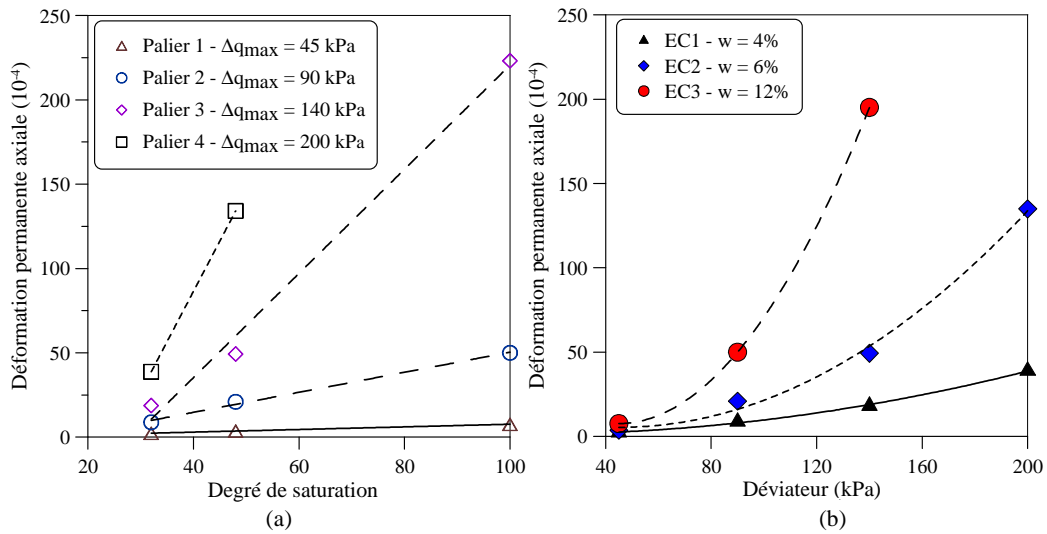 250
200
150
100
50
0
Déformation permanente axiale (10-4)
Palier 1 - Δqmax = 45 kPa
Palier 2 - Δqmax = 90 kPa
Palier 3 - Δqmax = 140 kPa
Palier 4 - Δqmax = 200 kPa
20 40 60 80 100
Degré de saturation
(a)
250
200
150
100
50
0
Déformation permanente axiale (10-4)
EC1 - w = 4%
EC2 - w = 6%
EC3 - w = 12%
40 80 120 160 200
Déviateur (kPa)
(b)